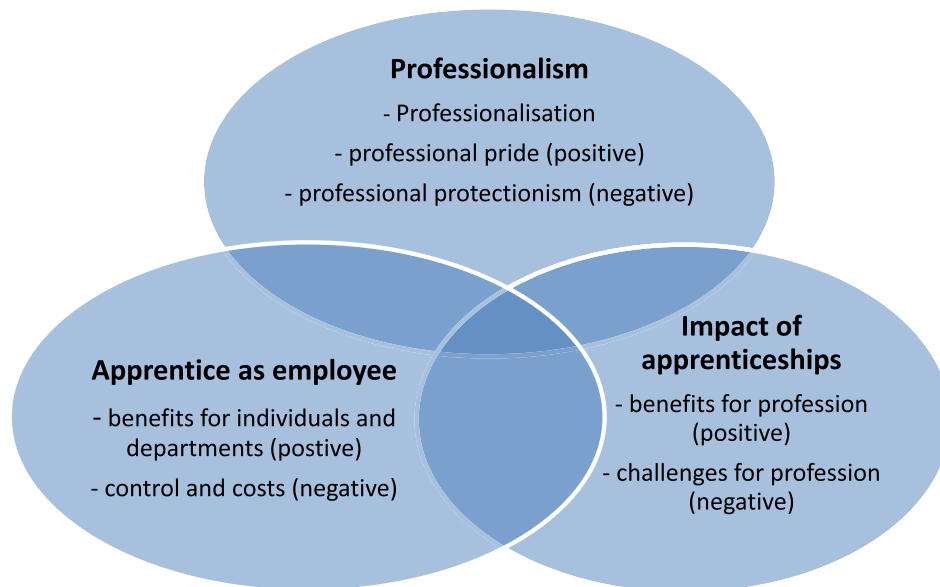 Professionalism
- Professionalisation
- professional pride (positive)
- professional protectionism (negative)
Apprentice as employee
- benefits for individuals and
departments (postive)
- control and costs (negative)
Impact of
apprenticeships
- benefits for profession
(positive)
- challenges for profession
(negative)